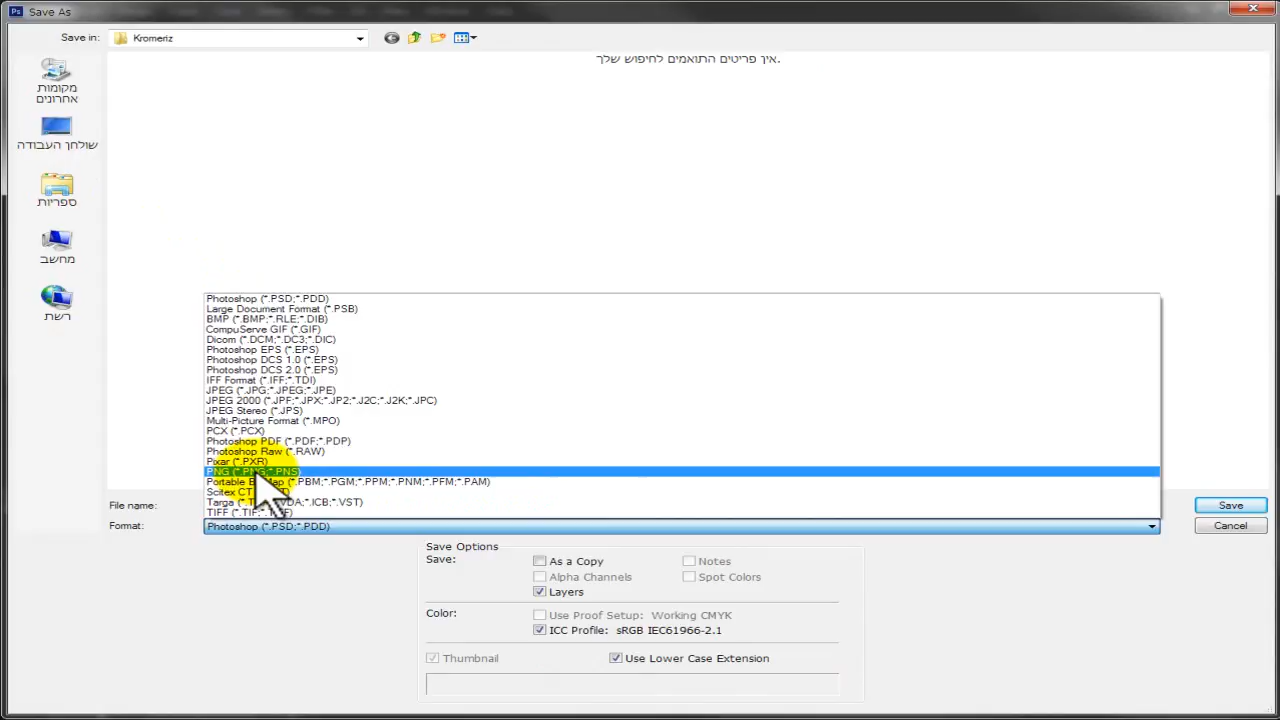 Ps Save As
Save in: Kromeriz
אין פריטים התואמים לחיפוש שלך.
מקומות
אחרונים
שולחן העבודה
ספריות
מחשב
רשת
Photoshop (*.PSD;*.PDD)
Large Document Format (*.PSB)
BMP (*.BMP;*.RLE;*.DIB)
CompuServe GIF (*.GIF)
Dicom (*.DCM;*.DC3;*.DIC)
Photoshop EPS (*.EPS)
Photoshop DCS 1.0 (*.EPS)
Photoshop DCS 2.0 (*.EPS)
IFF Format (*.IFF;*.TDI)
JPEG (*.JPG;*.JPEG;*.JPE)
JPEG 2000 (*.JPF;*.JPX;*.JP2;*.J2C;*.J2K;*.JPC)
JPEG Stereo (*.JPS)
Multi-Picture Format (*.MPO)
PCX (*.PCX)
Photoshop PDF (*.PDF;*.PDP)
Photoshop Raw (*.RAW)
Pixar (*.PXR)
PNG (*.PNG;*.PNS)
Portable (*.PBM;*.PGM;*.PPM;*.PNM;*.PFM;*.PAM)
Scitex CT
Targa *.ICB;*.VST)
TIFF (*.TIF;
File name:
Save
Format: Photoshop (*.PSD;*.PDD)
Cancel
Save Options
Save:
As a Copy
Notes
Alpha Channels
Spot Colors
Layers
Color:
Use Proof Setup: Working CMYK
ICC Profile: sRGB IEC61966-2.1
Thumbnail
Use Lower Case Extension